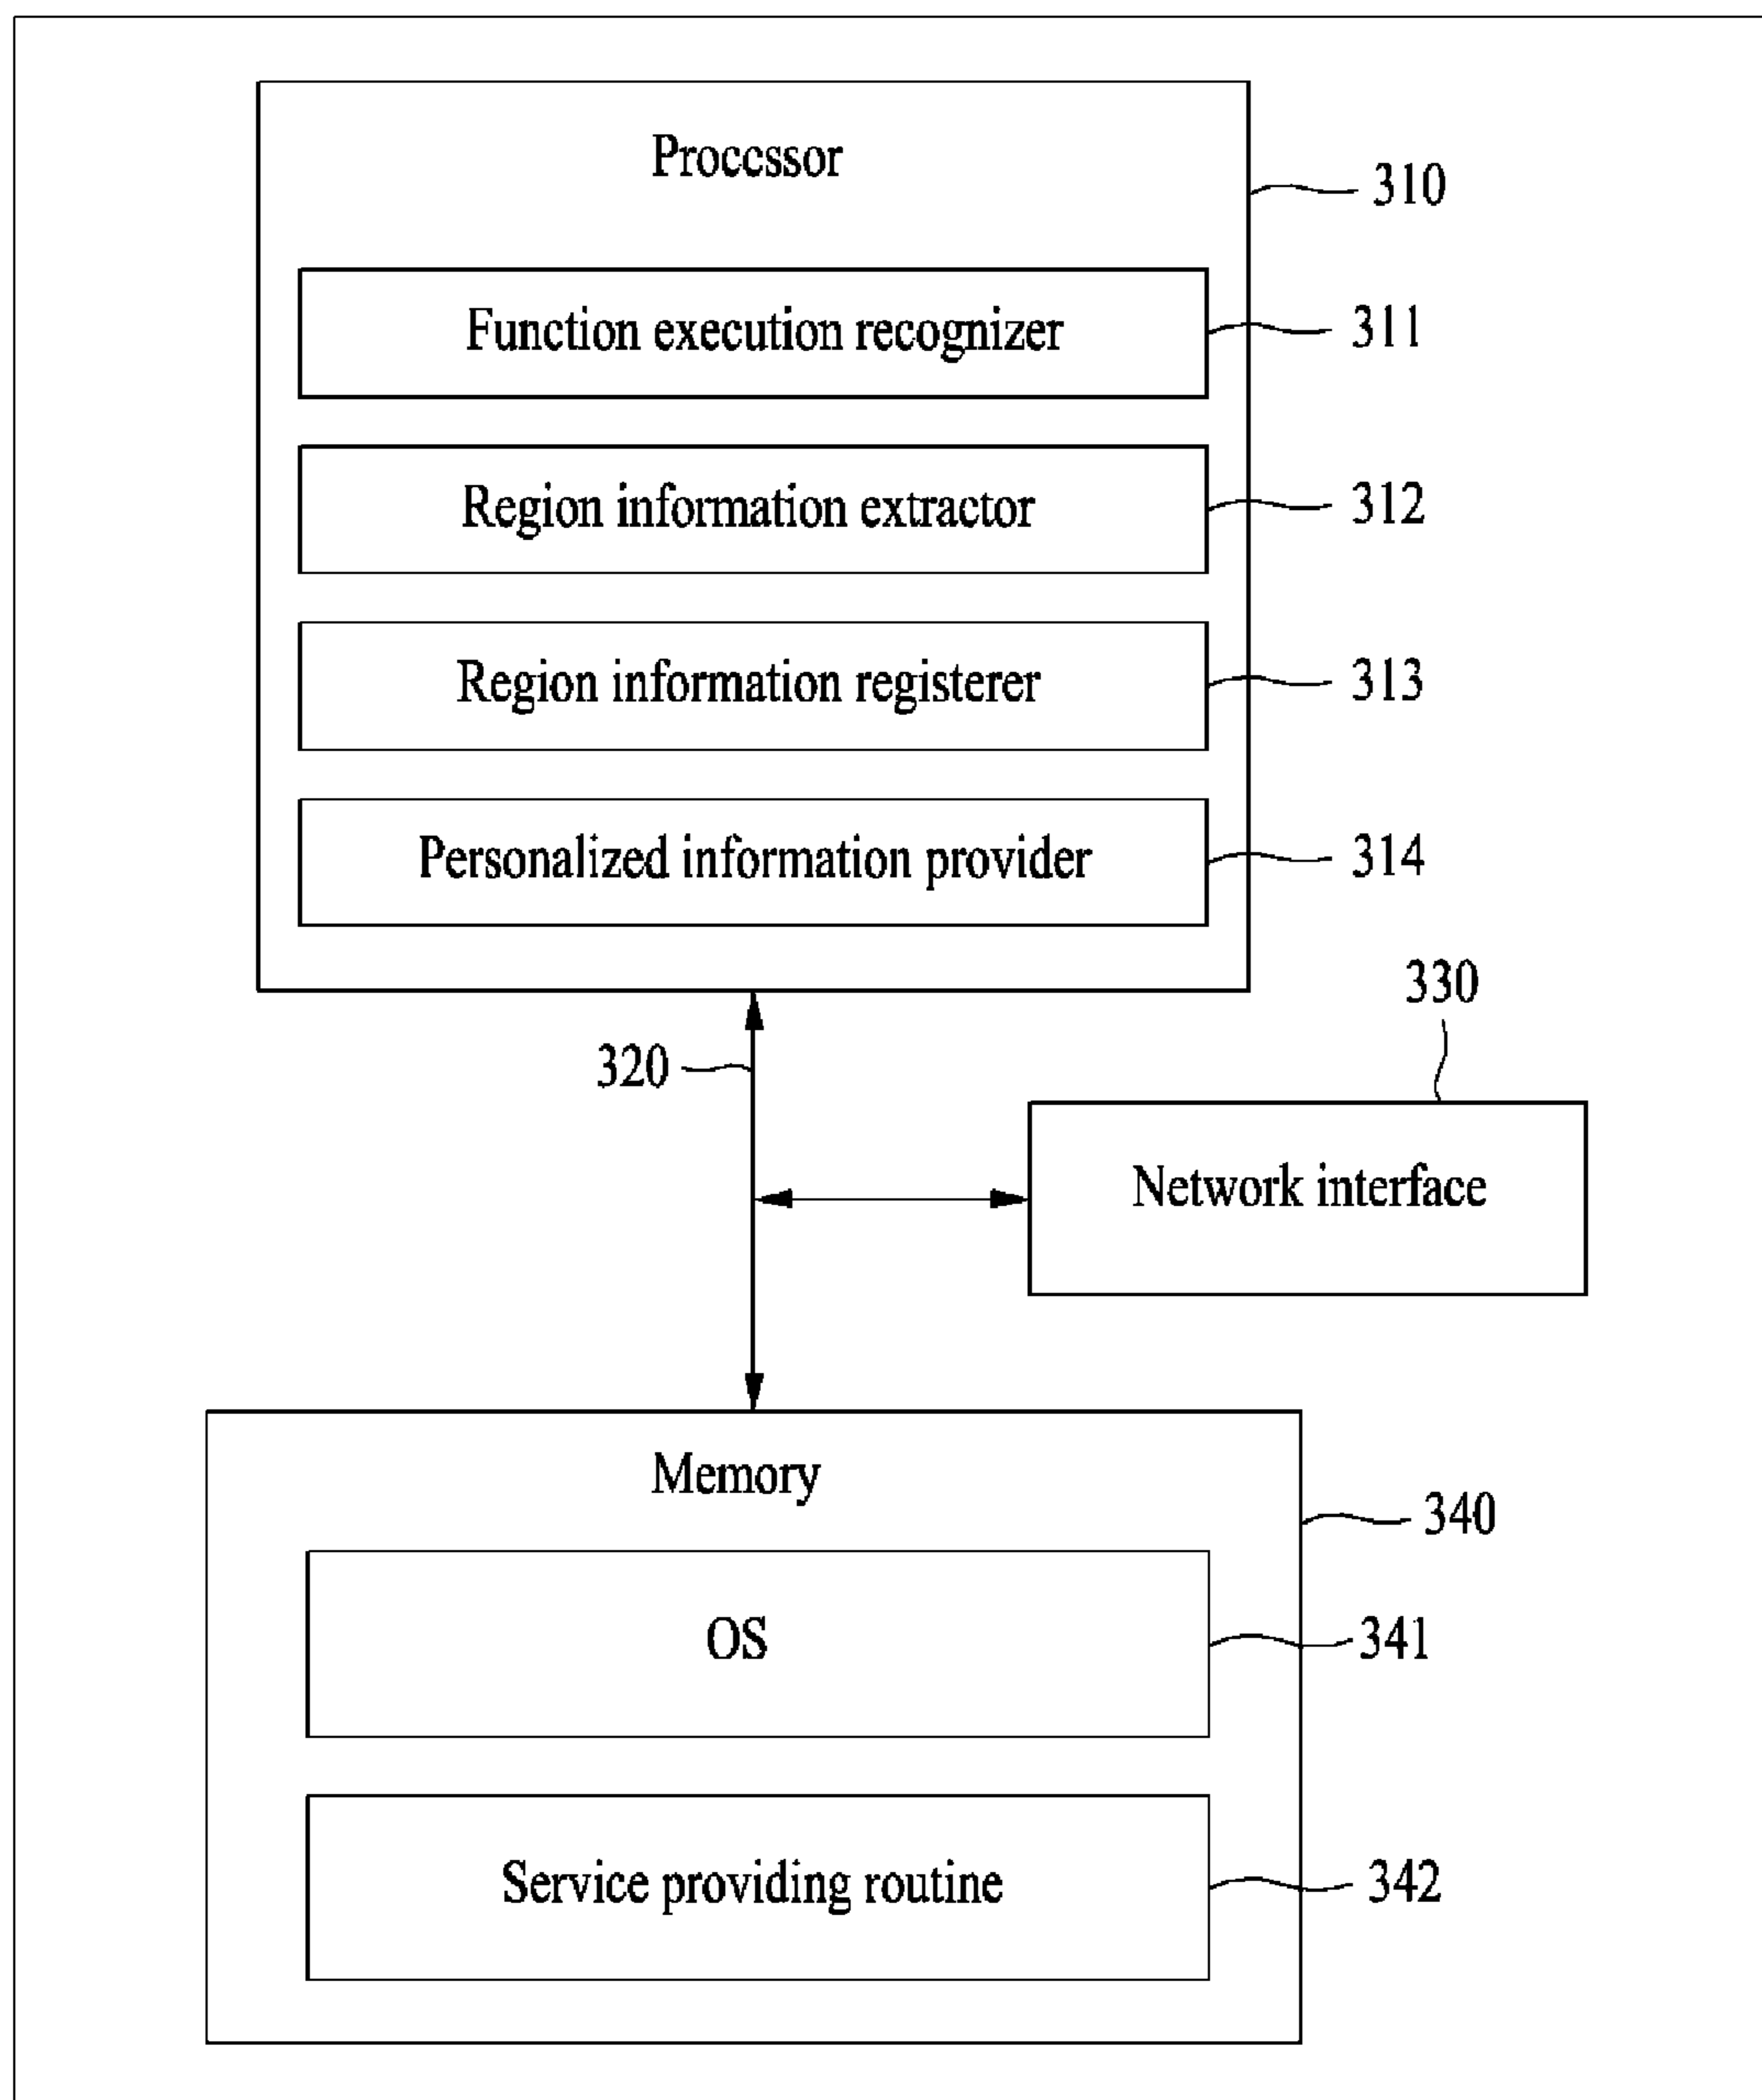 Processor
310
Function execution recognizer
311
Region information extractor
312
Region information registerer
313
Personalized information provider
314
330
320
Network interface
Memory
340
OS
341
Service providing routine
342